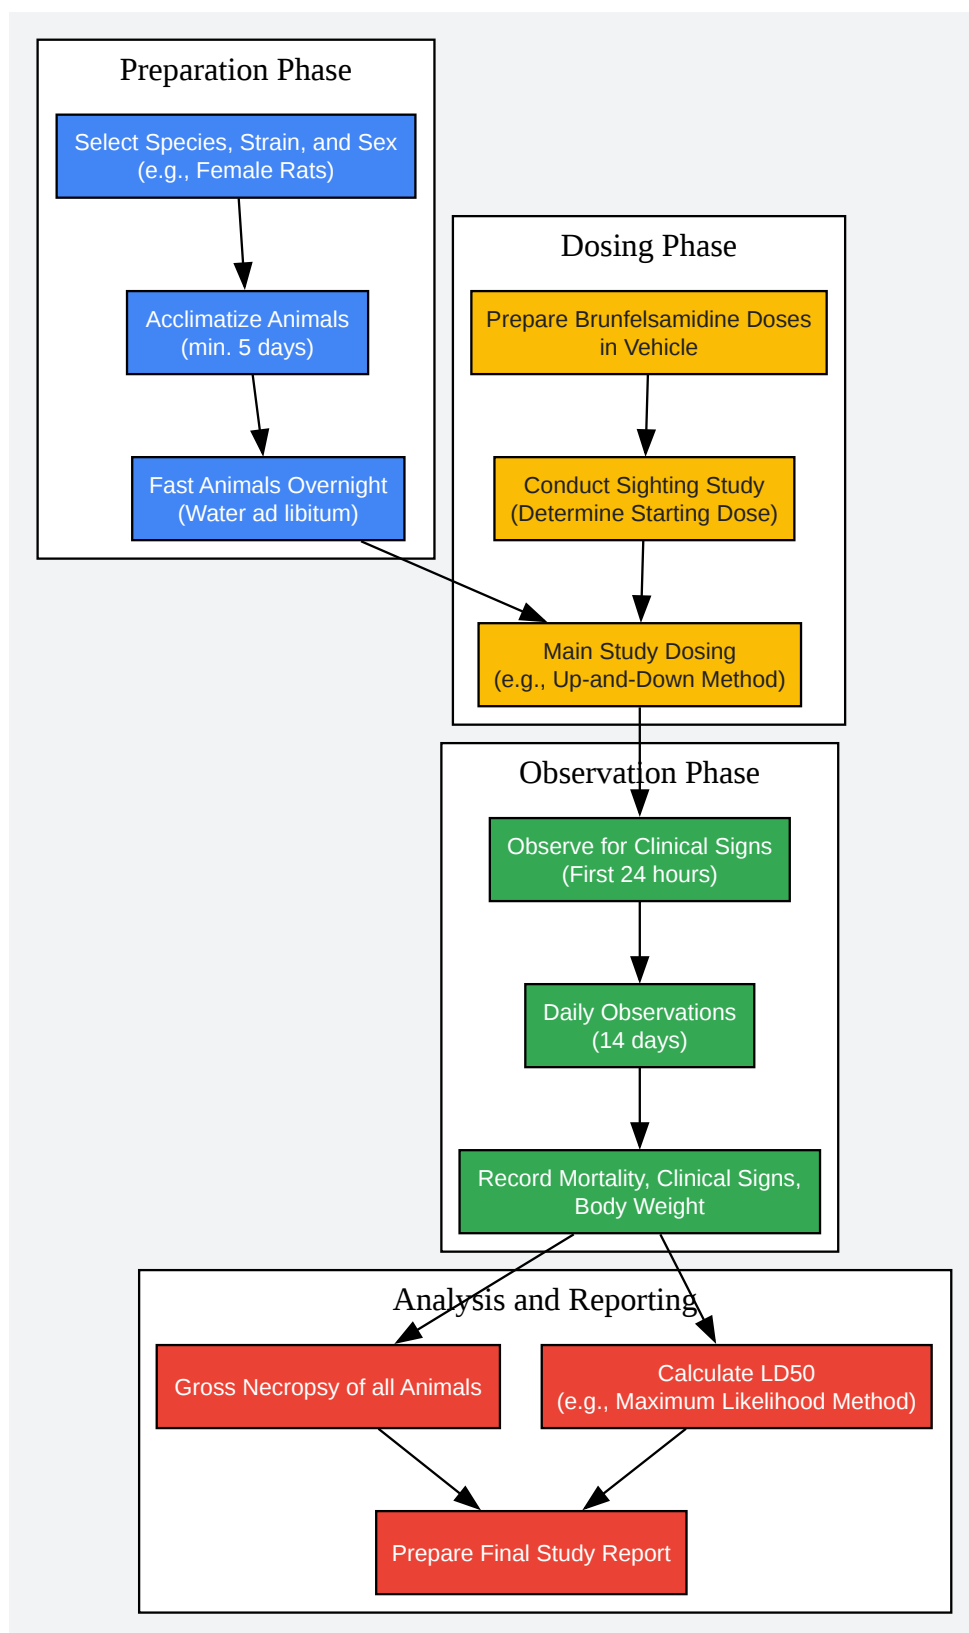 Preparation Phase
Select Species, Strain, and Sex
(e.g., Female Rats)
Acclimatize Animals
(min. 5 days)
Fast Animals Overnight
(Water ad libitum)
Dosing Phase
Prepare Brunfelsamidine Doses
in Vehicle
Conduct Sighting Study
(Determine Starting Dose)
Main Study Dosing
(e.g., Up-and-Down Method)
Observation Phase
Observe for Clinical Signs
(First 24 hours)
Daily Observations
(14 days)
Record Mortality, Clinical Signs,
Body Weight
Analysis and Reporting
Gross Necropsy of all Animals
Calculate LD50
(e.g., Maximum Likelihood Method)
Prepare Final Study Report